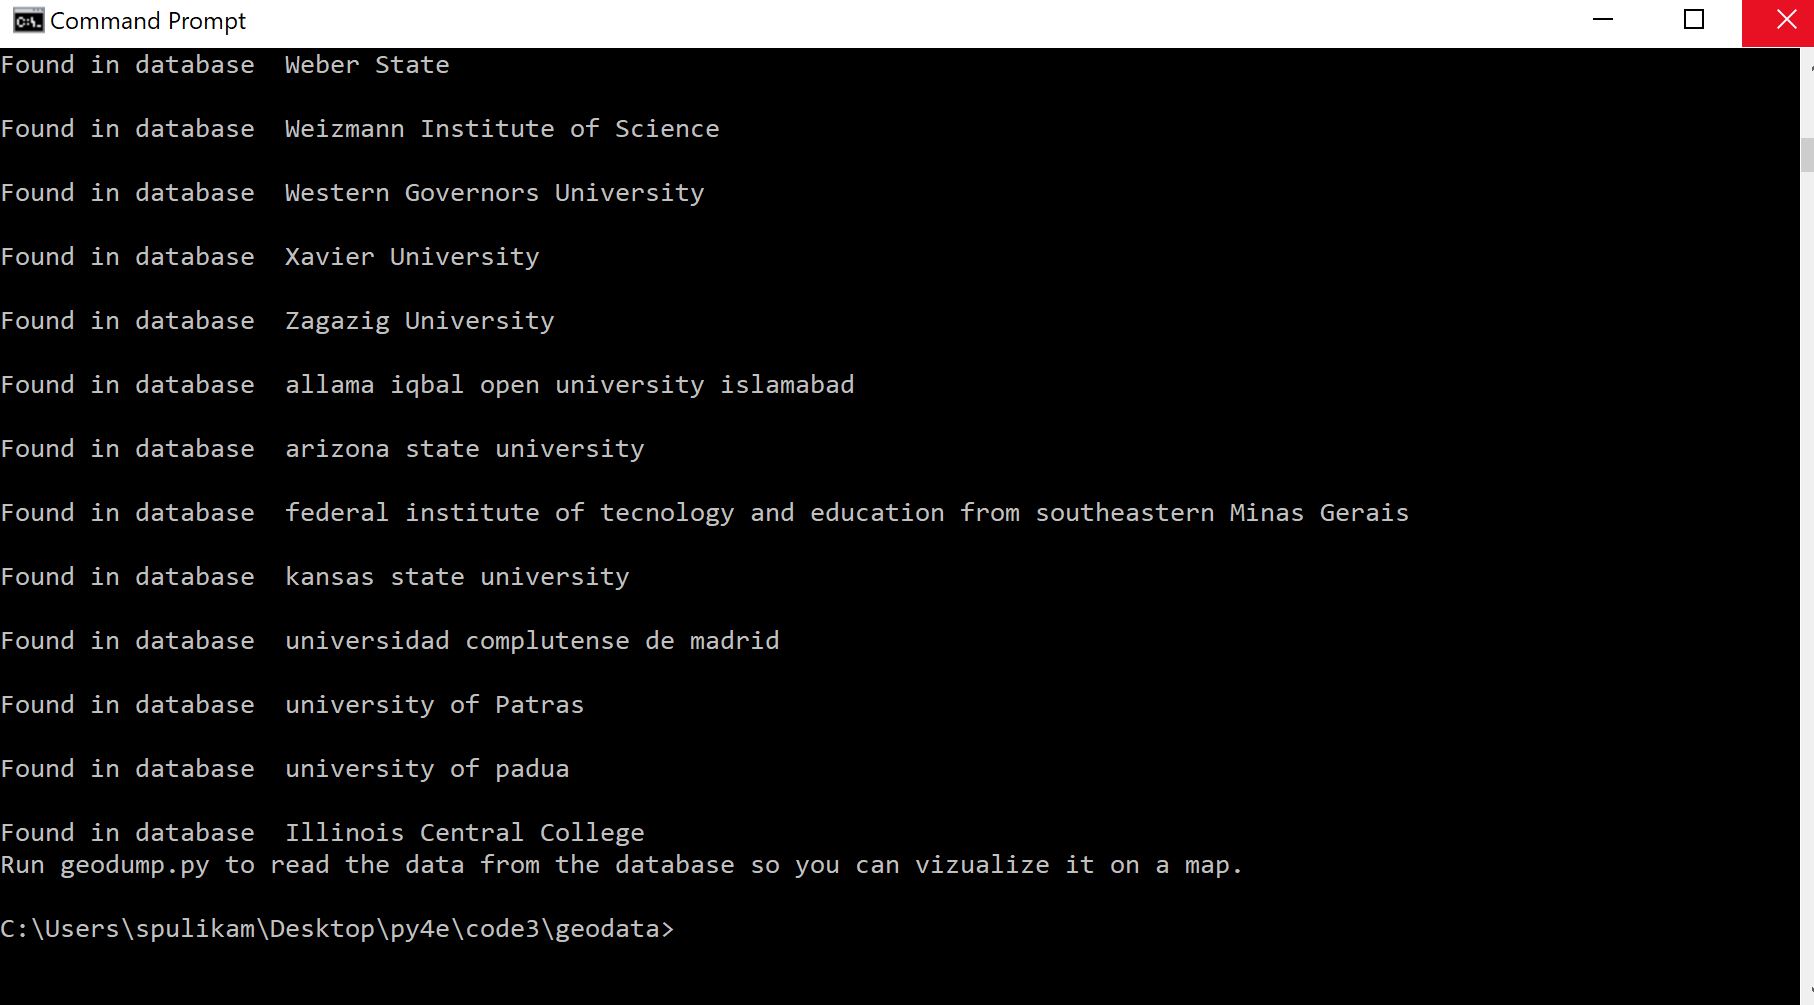 Command Prompt
Found in database  Weber State
Found in database  Weizmann Institute of Science
Found in database  Western Governors University
Found in database  Xavier University
Found in database  Zagazig University
Found in database  allama iqbal open university islamabad
Found in database  arizona state university
Found in database  federal institute of tecnology and education from southeastern Minas Gerais
Found in database  kansas state university
Found in database  universidad complutense de madrid
Found in database  university of Patras
Found in database  university of padua
Found in database  Illinois Central College
Run geodump.py to read the data from the database so you can vizualize it on a map.
C:\Users\spulikam\Desktop\py4e\code3\geodata>